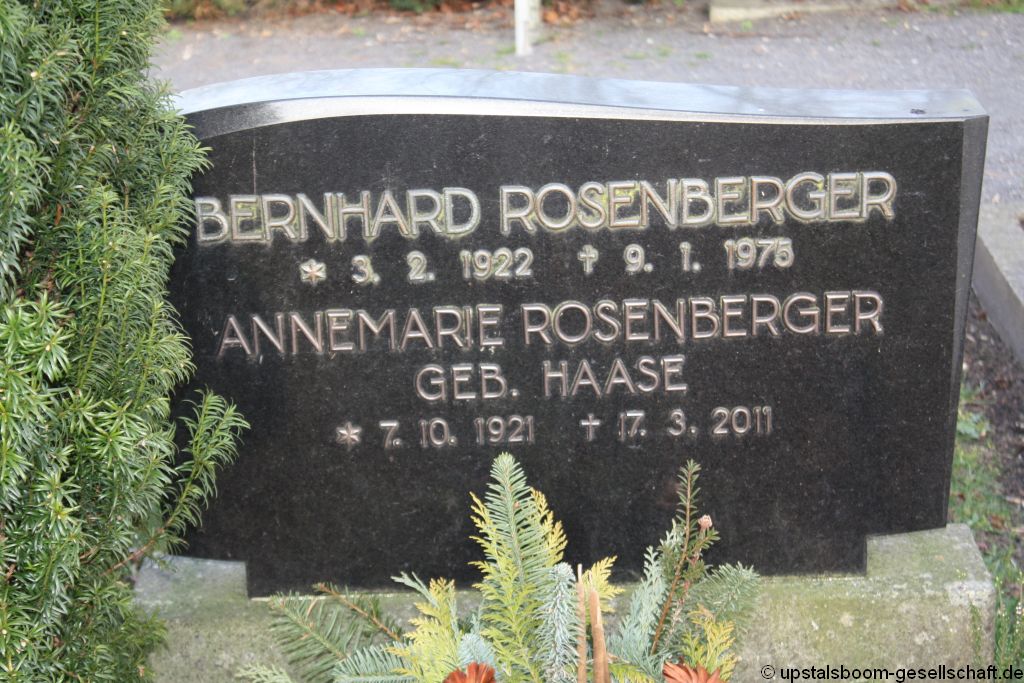 BERNHARD ROSENBERGER
* 3. 2. 1922 † 9. 1. 1975
ANNEMARIE ROSENBERGER
GEB. HAASE
* 7. 10. 1921 † 17. 3. 2011
© upstalsboom-gesellschaft.de